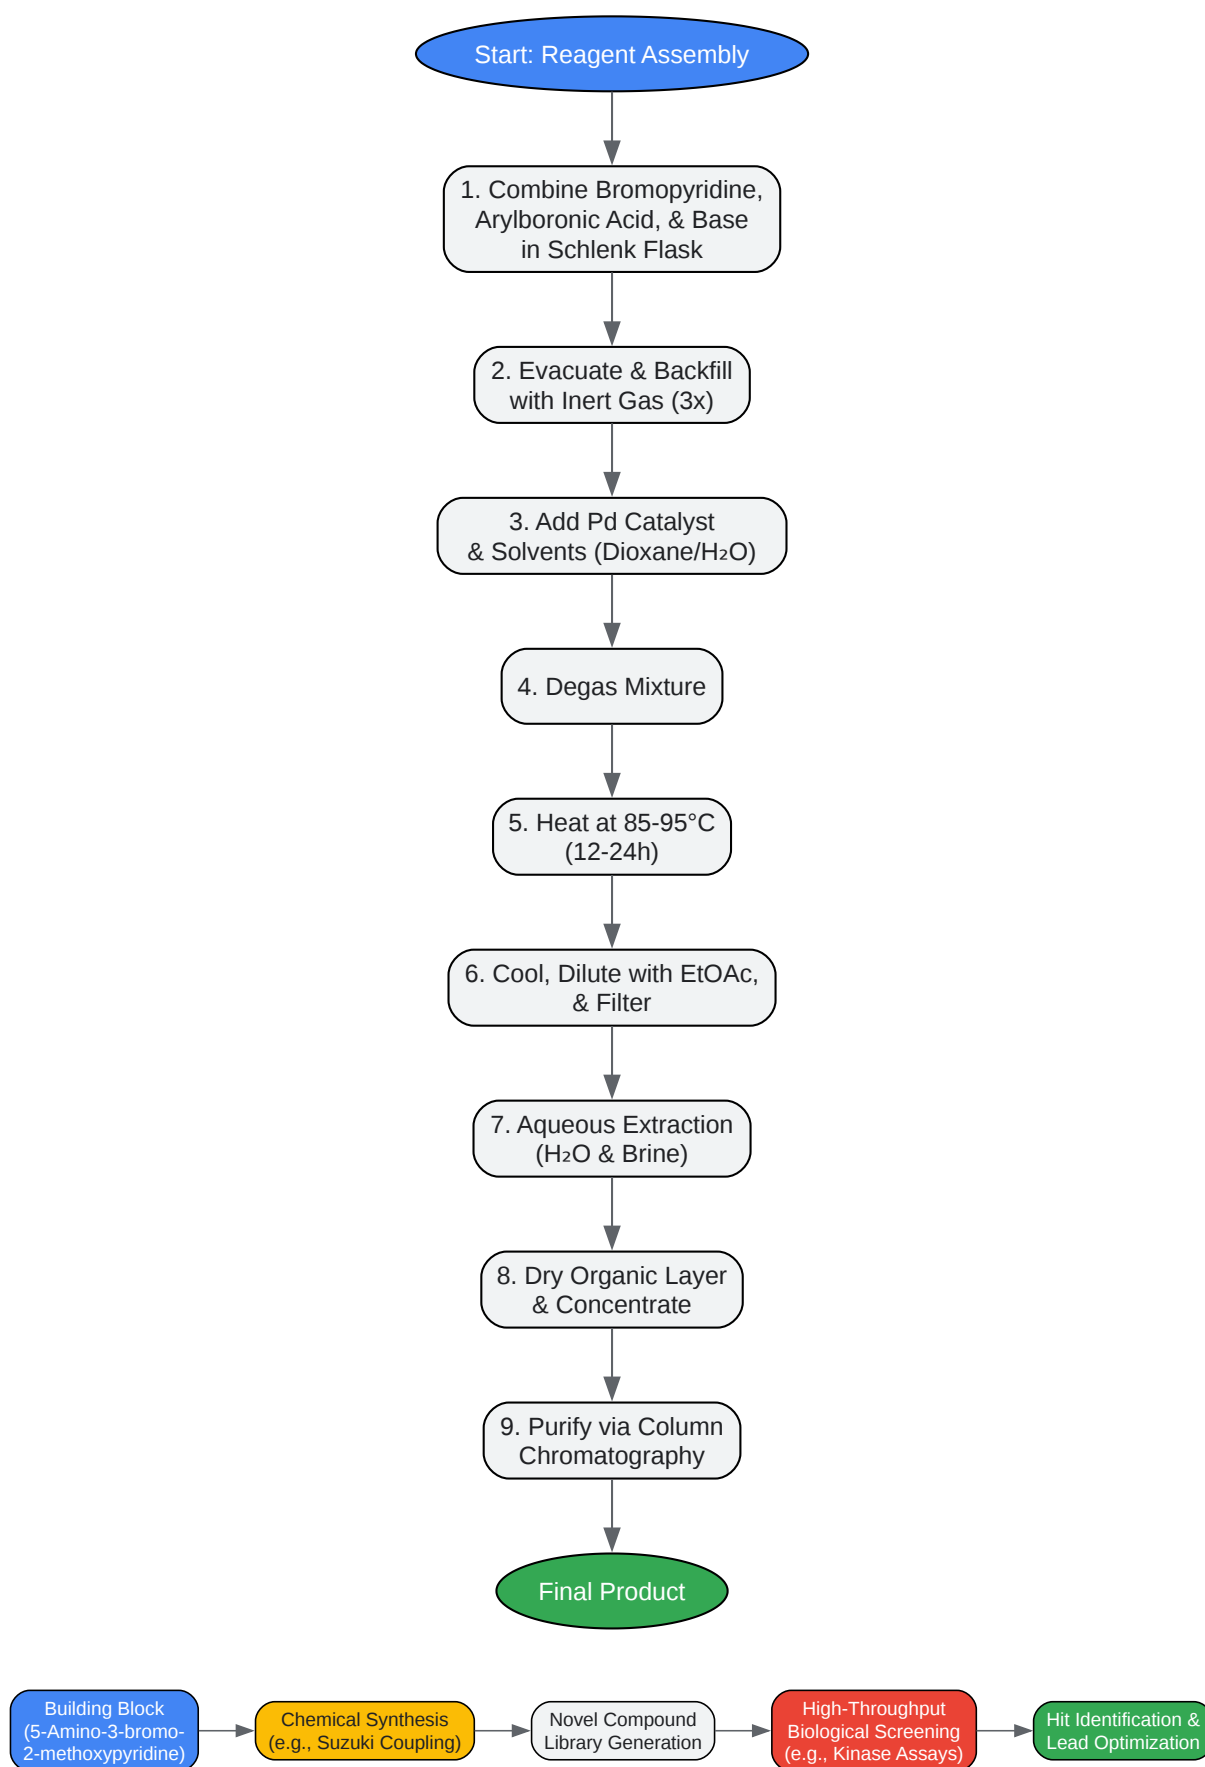 Start: Reagent Assembly
1. Combine Bromopyridine,
Arylboronic Acid, & Base
in Schlenk Flask
2. Evacuate & Backfill
with Inert Gas (3x)
3. Add Pd Catalyst
& Solvents (Dioxane/H₂O)
4. Degas Mixture
5. Heat at 85-95°C
(12-24h)
6. Cool, Dilute with EtOAc,
& Filter
7. Aqueous Extraction
(H₂O & Brine)
8. Dry Organic Layer
& Concentrate
9. Purify via Column
Chromatography
Final Product
Building Block
(5-Amino-3-bromo-
2-methoxypyridine)
Chemical Synthesis
(e.g., Suzuki Coupling)
Novel Compound
Library Generation
High-Throughput
Biological Screening
(e.g., Kinase Assays)
Hit Identification &
Lead Optimization